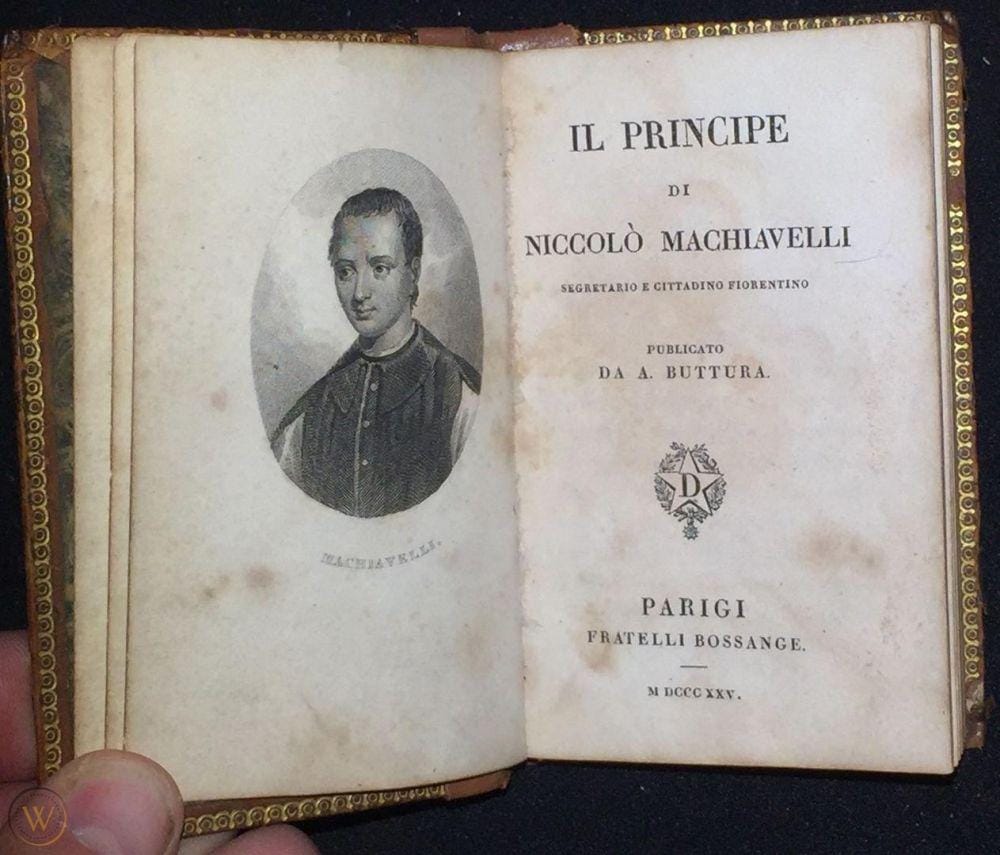 MACHIAVELLI.
IL PRINCIPE
DI
NICCOLÒ MACHIAVELLI
SEGRETARIO E CITTADINO FIORENTINO
PUBLICATO
DA A. BUTTURA.
D
PARIGI
FRATELLI BOSSANGE.
M DCCC XXV.
W